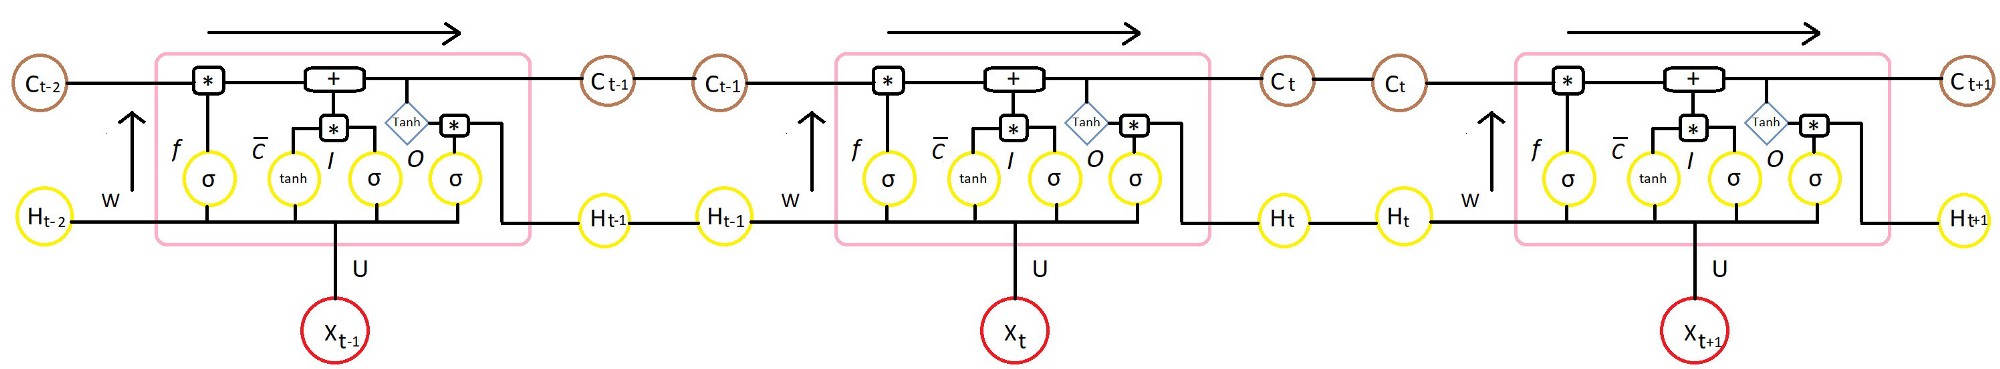 Ct-2 * + Ct-1 Ct-1 * + Ct Ct * + Ct+1
Tanh * Tanh * Tanh *
* * *
f C̅ I O f C̅ I O f C̅ I O
σ tanh σ σ σ tanh σ σ σ tanh σ σ
W W W
Ht-2 Ht-1 Ht-1 Ht Ht Ht+1
U U U
Xt-1 Xt Xt+1